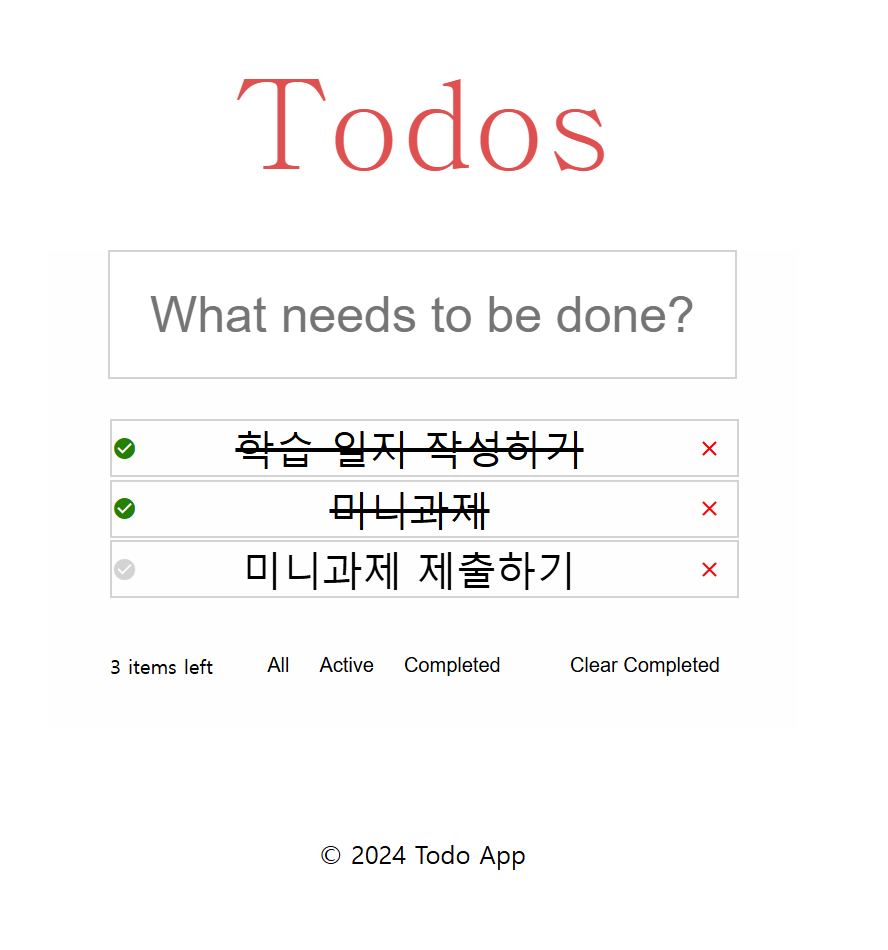 Todos
What needs to be done?
학습 일지 작성하기
미니과제
미니과제 제출하기
3 items left All Active Completed Clear Completed
© 2024 Todo App